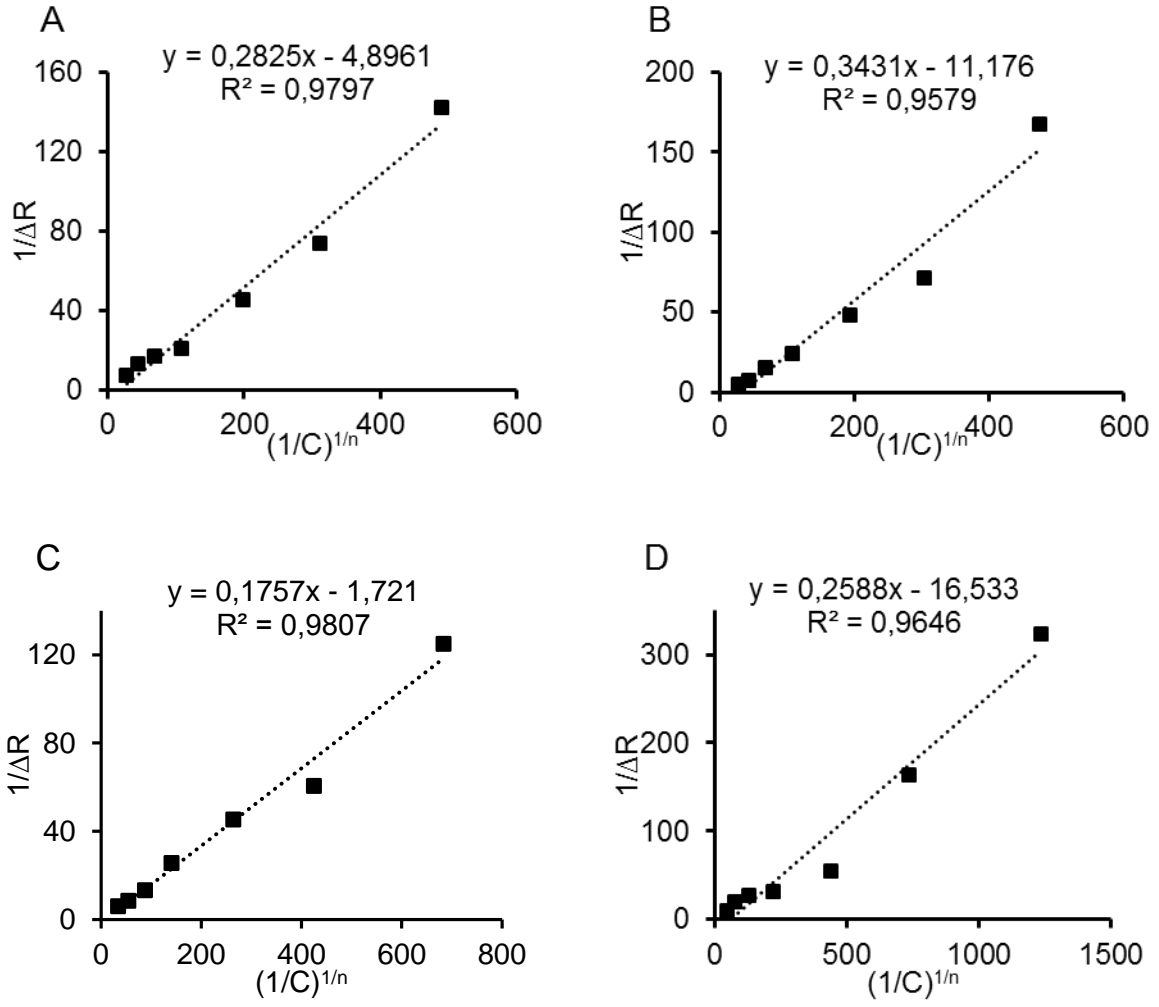 A
y = 0,2825x - 4,8961
R² = 0,9797
160
120
80
40
0
1/ΔR
0 200 400 600
(1/C)^1/n
B
y = 0,3431x - 11,176
R² = 0,9579
200
150
100
50
0
1/ΔR
0 200 400 600
(1/C)^1/n
C
y = 0,1757x - 1,721
R² = 0,9807
120
80
40
0
1/ΔR
0 200 400 600 800
(1/C)^1/n
D
y = 0,2588x - 16,533
R² = 0,9646
300
200
100
0
1/ΔR
0 500 1000 1500
(1/C)^1/n